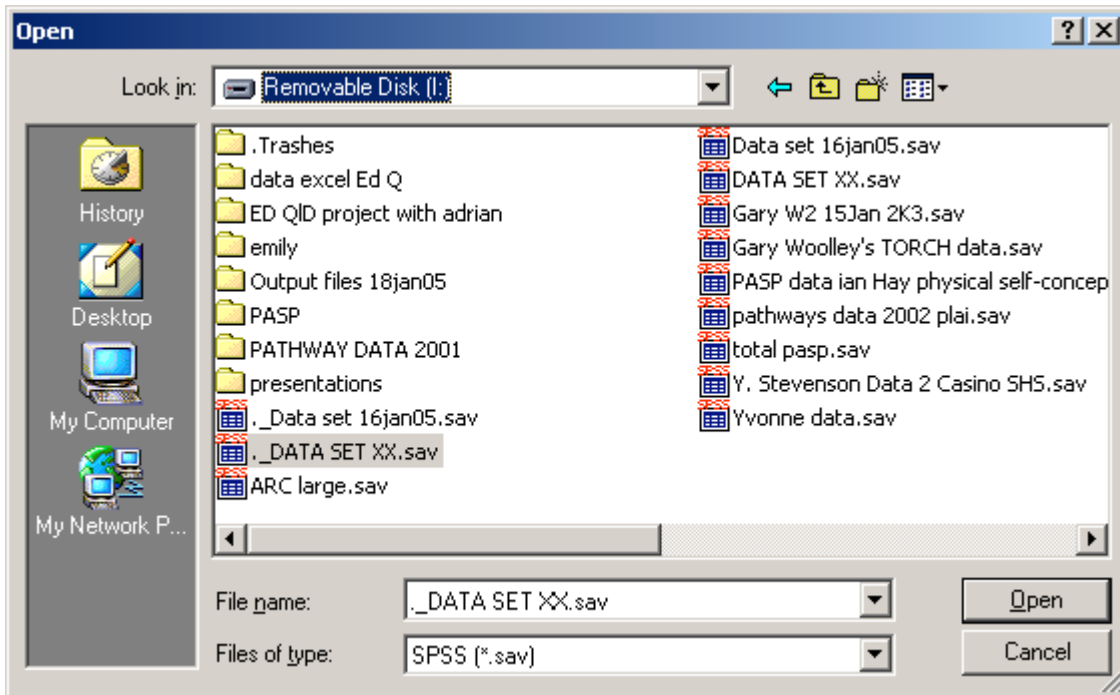 Open
Look in:
Removable Disk (I:)
History
Desktop
My Computer
My Network P...
.Trashes
data excel Ed Q
ED QlD project with adrian
emily
Output files 18jan05
PASP
PATHWAY DATA 2001
presentations
._Data set 16jan05.sav
._DATA SET XX.sav
ARC large.sav
Data set 16jan05.sav
DATA SET XX.sav
Gary W2 15Jan 2K3.sav
Gary Woolley's TORCH data.sav
PASP data ian Hay physical self-concep
pathways data 2002 plai.sav
total pasp.sav
Y. Stevenson Data 2 Casino SHS.sav
Yvonne data.sav
File name:
._DATA SET XX.sav
Open
Files of type:
SPSS (*.sav)
Cancel